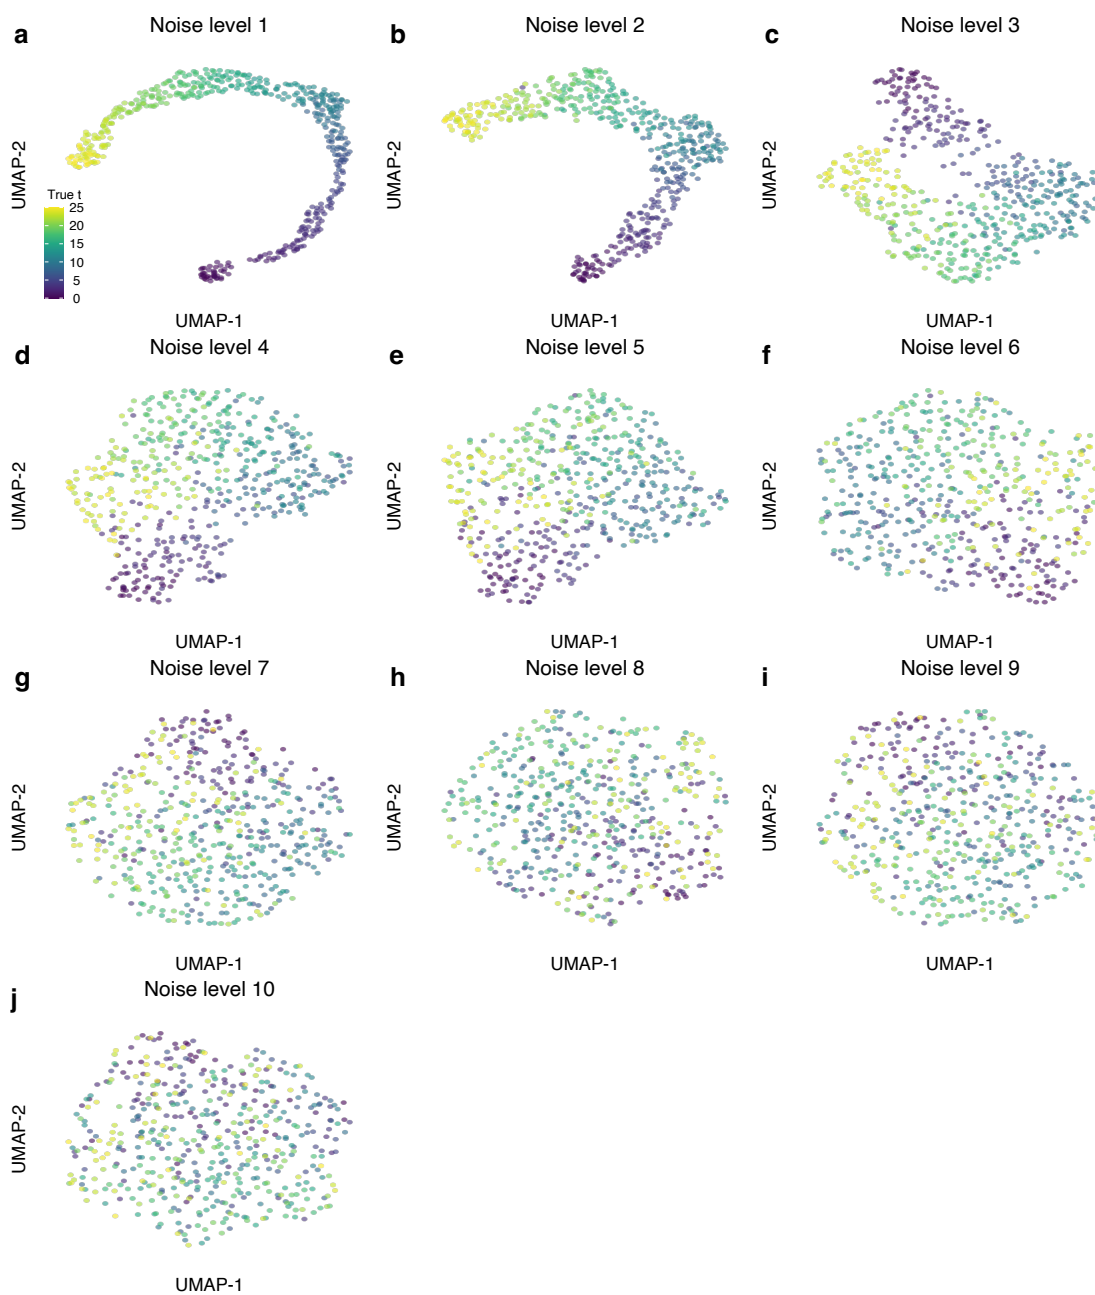 a
Noise level 1
UMAP-2
True t
25
20
15
10
5
0
UMAP-1
b
Noise level 2
UMAP-2
UMAP-1
c
Noise level 3
UMAP-2
UMAP-1
d
Noise level 4
UMAP-2
UMAP-1
e
Noise level 5
UMAP-2
UMAP-1
f
Noise level 6
UMAP-2
UMAP-1
g
Noise level 7
UMAP-2
UMAP-1
h
Noise level 8
UMAP-2
UMAP-1
i
Noise level 9
UMAP-2
UMAP-1
j
Noise level 10
UMAP-2
UMAP-1